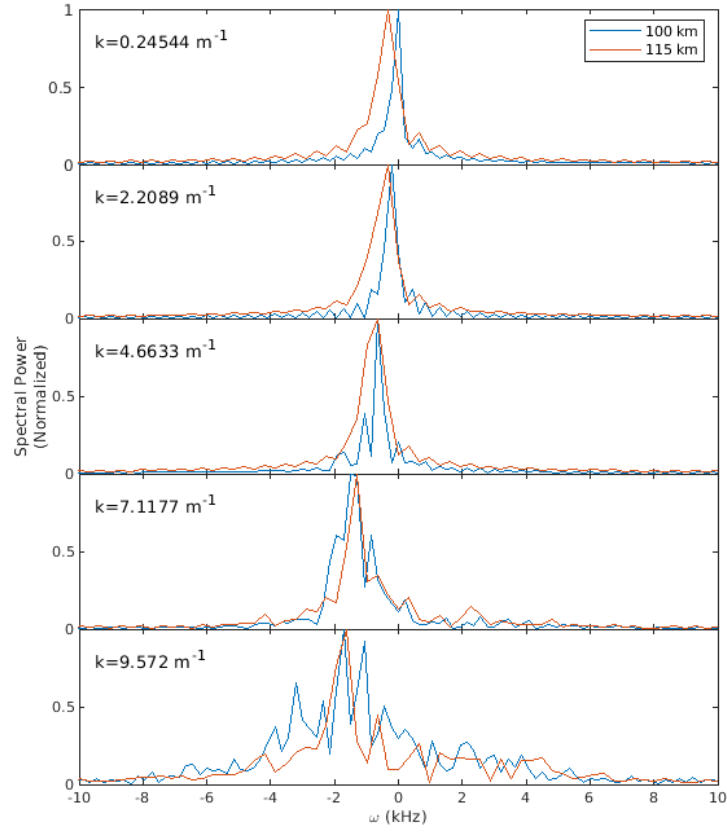 1
k=0.24544 m-1
100 km
115 km
0.5
0
k=2.2089 m-1
0.5
0
k=4.6633 m-1
Spectral Power
(Normalized)
0.5
0
k=7.1177 m-1
0.5
0
k=9.572 m-1
0.5
0
-10 -8 -6 -4 -2 0 2 4 6 8 10
ω (kHz)